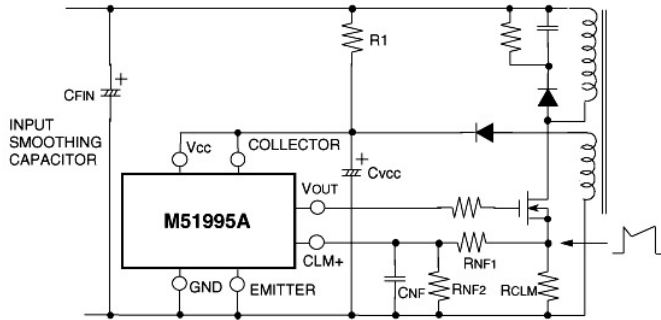 R1
CFIN
INPUT
SMOOTHING
CAPACITOR
Vcc
COLLECTOR
CVCC
VOUT
M51995A
CLM+
RNF1
GND
EMITTER
CNF
RNF2
RCLM